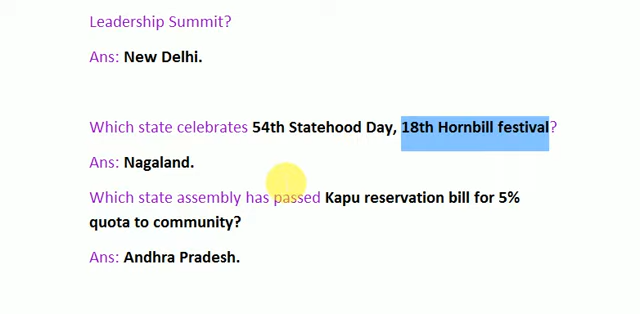 Leadership Summit?
Ans: New Delhi.
Which state celebrates 54th Statehood Day, 18th Hornbill festival?
Ans: Nagaland.
Which state assembly has passed Kapu reservation bill for 5%
quota to community?
Ans: Andhra Pradesh.